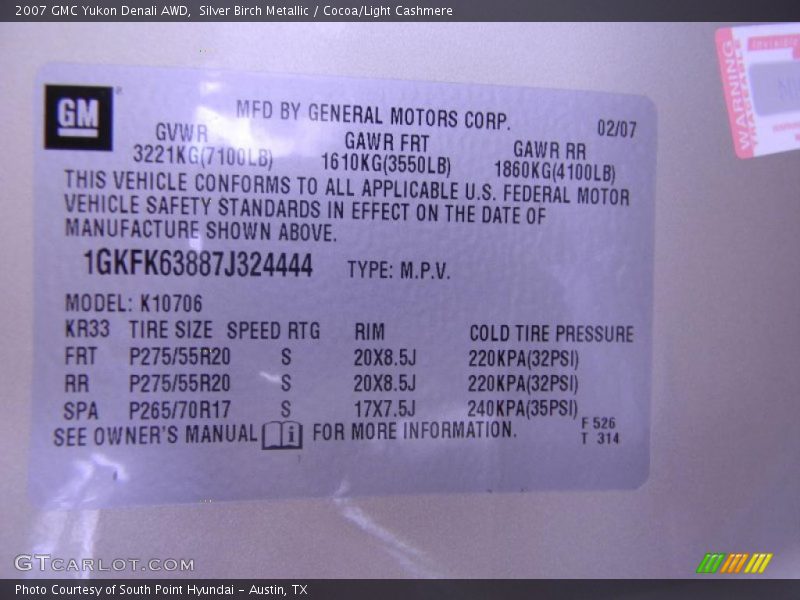 2007 GMC Yukon Denali AWD,  Silver Birch Metallic / Cocoa/Light Cashmere
WARNING
GM
MFD BY GENERAL MOTORS CORP. 02/07
GVWR GAWR FRT GAWR RR
3221KG(7100LB) 1610KG(3550LB) 1860KG(4100LB)
THIS VEHICLE CONFORMS TO ALL APPLICABLE U.S. FEDERAL MOTOR
VEHICLE SAFETY STANDARDS IN EFFECT ON THE DATE OF
MANUFACTURE SHOWN ABOVE.
1GKFK63887J324444 TYPE: M.P.V.
MODEL: K10706
KR33 TIRE SIZE SPEED RTG RIM COLD TIRE PRESSURE
FRT P275/55R20 S 20X8.5J 220KPA(32PSI)
RR P275/55R20 S 20X8.5J 220KPA(32PSI)
SPA P265/70R17 S 17X7.5J 240KPA(35PSI)
SEE OWNER'S MANUAL i FOR MORE INFORMATION.
F 526
T 314
GTCARLOT.COM
Photo Courtesy of South Point Hyundai - Austin, TX